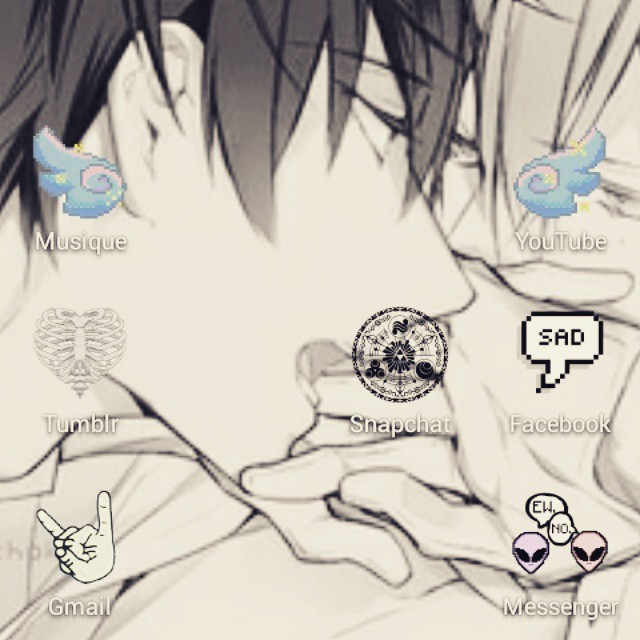 Musique
YouTube
SAD
Tumblr
Snapchat
Facebook
EW,
NO.
Gmail
Messenger